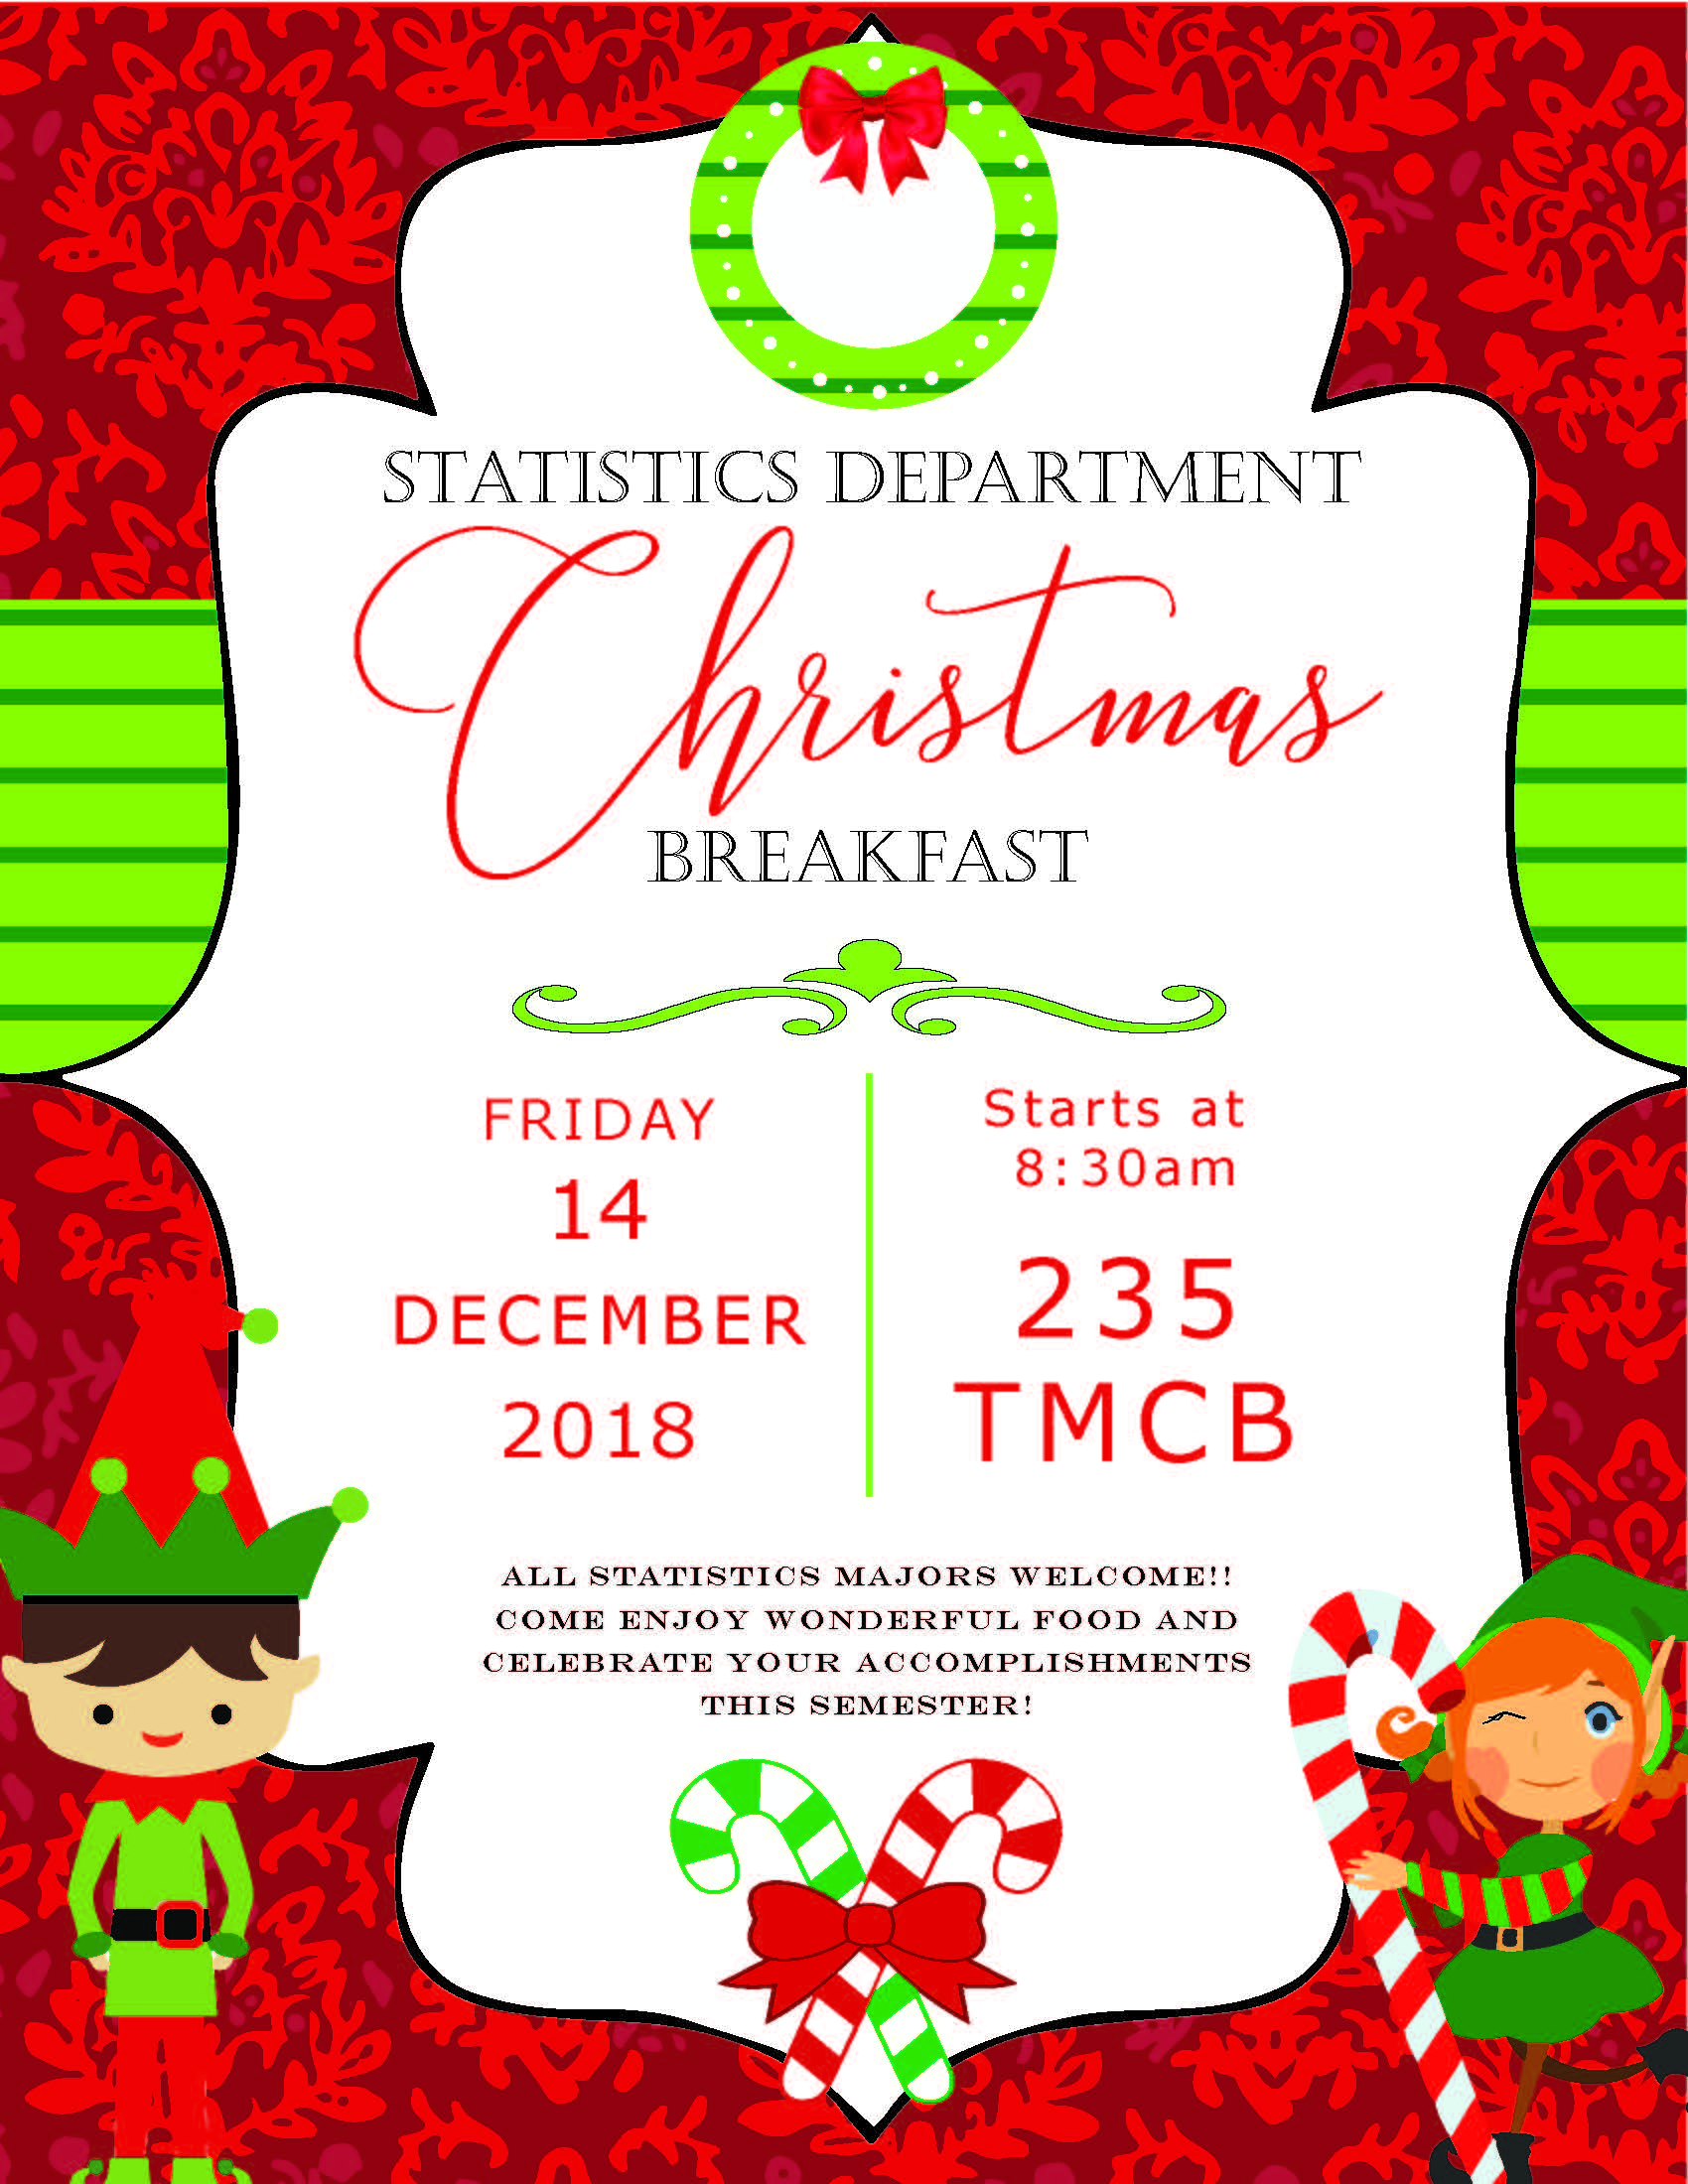 STATISTICS DEPARTMENT
Christmas
BREAKFAST
FRIDAY
14
DECEMBER
2018
Starts at
8:30am
235
TMCB
ALL STATISTICS MAJORS WELCOME!!
COME ENJOY WONDERFUL FOOD AND
CELEBRATE YOUR ACCOMPLISHMENTS
THIS SEMESTER!